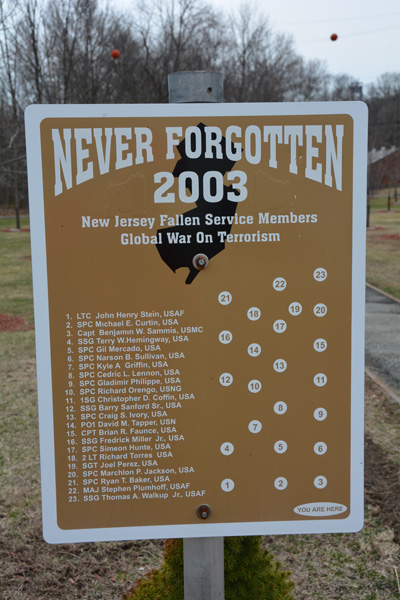 NEVER FORGOTTEN
2003
New Jersey Fallen Service Members
Global War On Terrorism
1. LTC John Henry Stein, USAF
2. SPC Michael E. Curtin, USA
3. Capt Benjamin W. Sammis, USMC
4. SSG Terry W.Hemingway, USA
5. SPC Gil Mercado, USA
6. SPC Narson B. Sullivan, USA
7. SPC Kyle A Griffin, USA
8. SPC Cedric L. Lennon, USA
9. SPC Gladimir Philippe, USA
10. SPC Richard Orengo, USNG
11. 1SG Christopher D. Coffin, USA
12. SSG Barry Sanford Sr., USA
13. SPC Craig S. Ivory, USA
14. PO1 David M. Tapper, USN
15. CPT Brian R. Faunce, USA
16. SSG Fredrick Miller Jr., USA
17. SPC Simeon Hunte, USA
18. 2 LT Richard Torres USA
19. SGT Joel Perez, USA
20. SPC Marchlon P. Jackson, USA
21. SPC Ryan T. Baker, USA
22. MAJ Stephen Plumhoff, USAF
23. SSG Thomas A. Walkup Jr., USAF
23
22
21
19
20
18
17
16
15
14
13
12
11
10
8
9
7
4
5
6
1
2
3
YOU ARE HERE